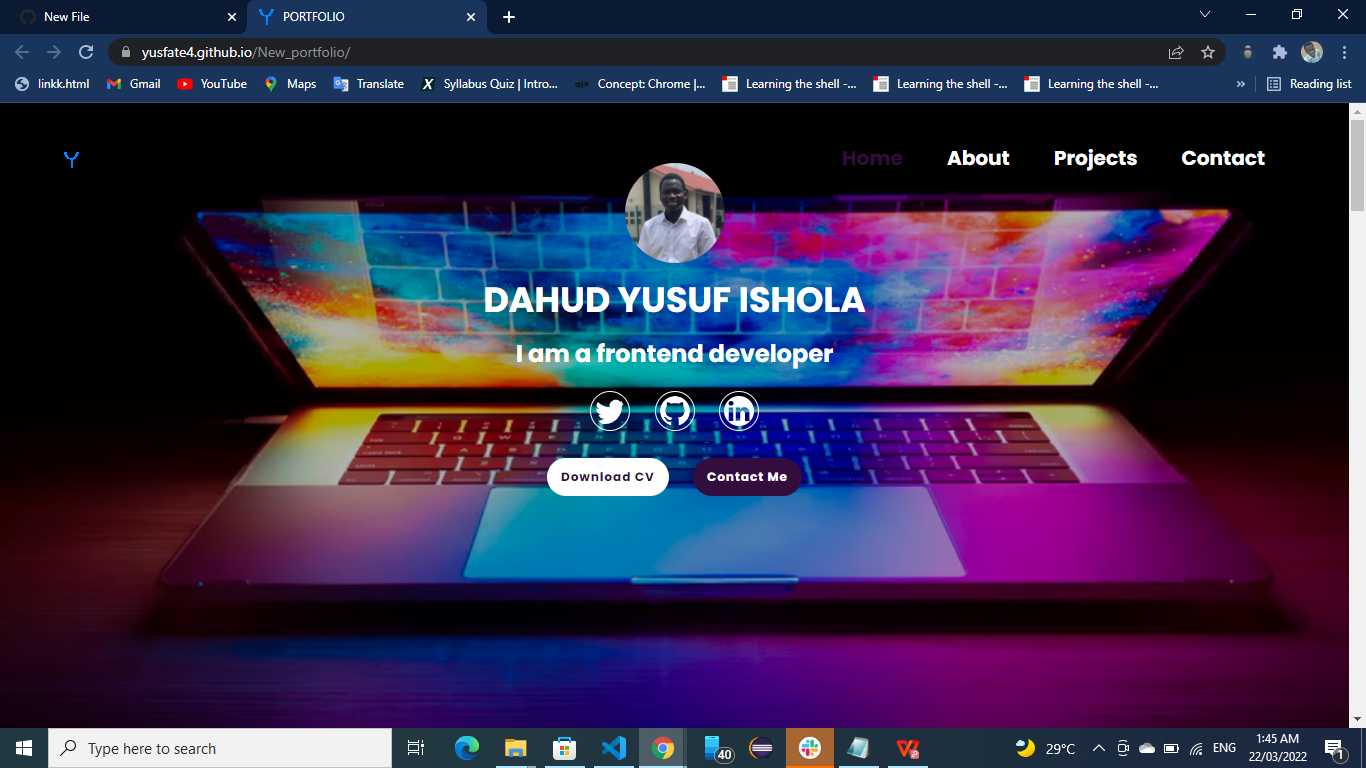 New File
PORTFOLIO
yusfate4.github.io/New_portfolio/
linkk.html
Gmail
YouTube
Maps
Translate
Syllabus Quiz | Intro...
Concept: Chrome |...
Learning the shell -...
Learning the shell -...
Learning the shell -...
»
Reading list
Home
About
Projects
Contact
DAHUD YUSUF ISHOLA
I am a frontend developer
Download CV
Contact Me
Type here to search
40
29°C
ENG
1:45 AM
22/03/2022
1